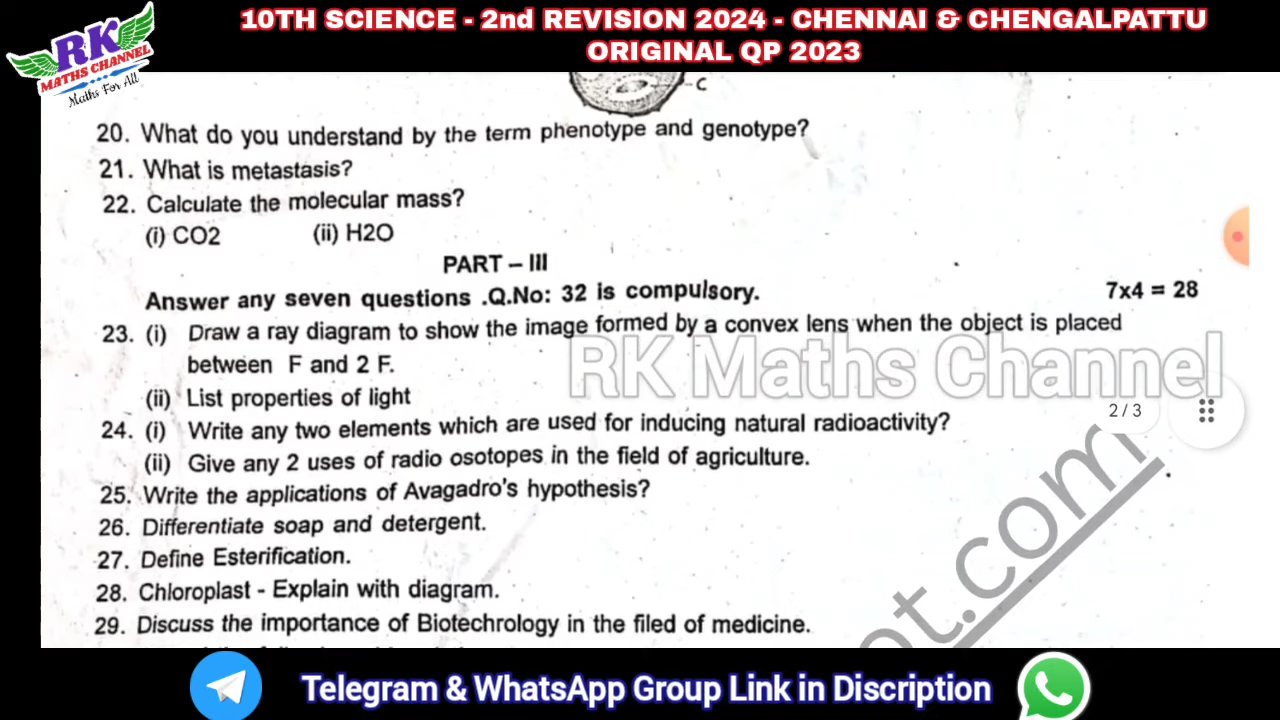 10TH SCIENCE - 2nd REVISION 2024 - CHENNAI & CHENGALPATTU
ORIGINAL QP 2023
RK
MATHS CHANNEL
Maths For All
C
20. What do you understand by the term phenotype and genotype?
21. What is metastasis?
22. Calculate the molecular mass?
(i) CO2 (ii) H2O
PART – III
Answer any seven questions .Q.No: 32 is compulsory. 7x4 = 28
23. (i) Draw a ray diagram to show the image formed by a convex lens when the object is placed
between F and 2 F.
RK Maths Channel
(ii) List properties of light
2 / 3
24. (i) Write any two elements which are used for inducing natural radioactivity?
(ii) Give any 2 uses of radio osotopes in the field of agriculture.
25. Write the applications of Avagadro's hypothesis?
26. Differentiate soap and detergent.
27. Define Esterification.
28. Chloroplast - Explain with diagram.
29. Discuss the importance of Biotechrology in the filed of medicine.
ot.com
Telegram & WhatsApp Group Link in Discription